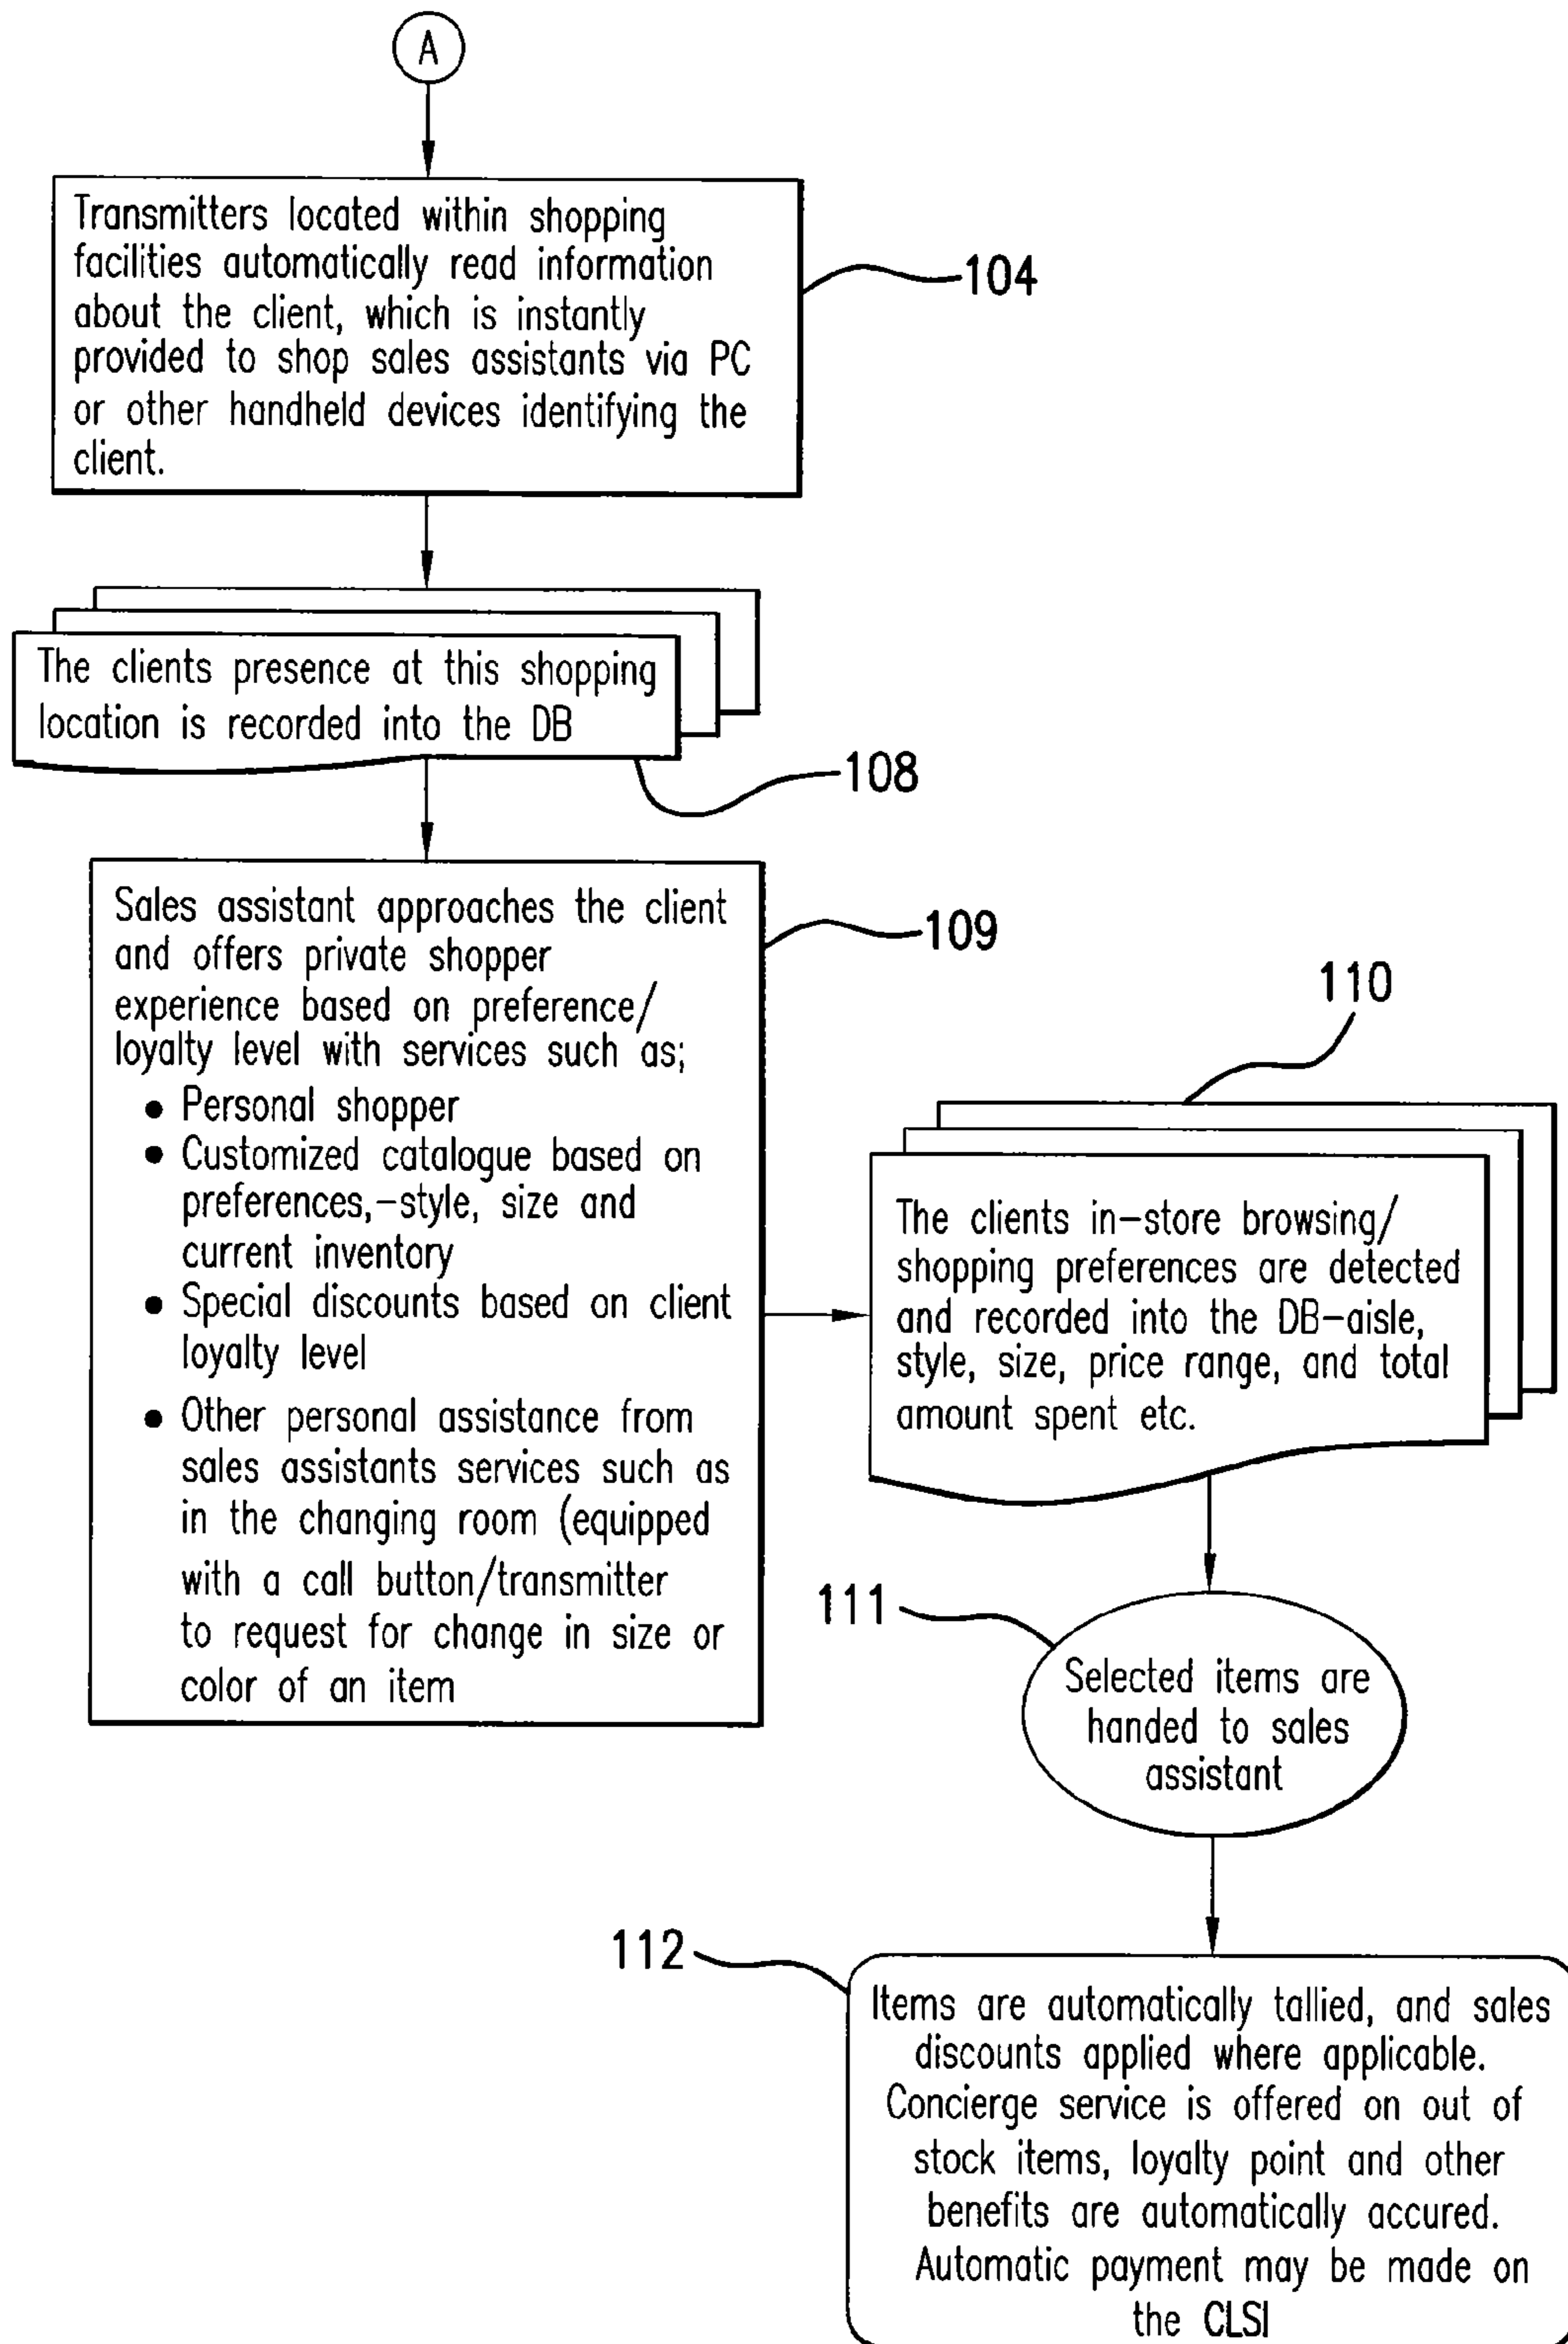 A
Transmitters located within shopping
facilities automatically read information
about the client, which is instantly
provided to shop sales assistants via PC
or other handheld devices identifying the
client.
104
The clients presence at this shopping
location is recorded into the DB
108
Sales assistant approaches the client
and offers private shopper
experience based on preference/
loyalty level with services such as;
• Personal shopper
• Customized catalogue based on
preferences,-style, size and
current inventory
• Special discounts based on client
loyalty level
• Other personal assistance from
sales assistants services such as
in the changing room (equipped
with a call button/transmitter
to request for change in size or
color of an item
109
110
The clients in-store browsing/
shopping preferences are detected
and recorded into the DB-aisle,
style, size, price range, and total
amount spent etc.
111
Selected items are
handed to sales
assistant
112
Items are automatically tallied, and sales
discounts applied where applicable.
Concierge service is offered on out of
stock items, loyalty point and other
benefits are automatically accured.
Automatic payment may be made on
the CLSI